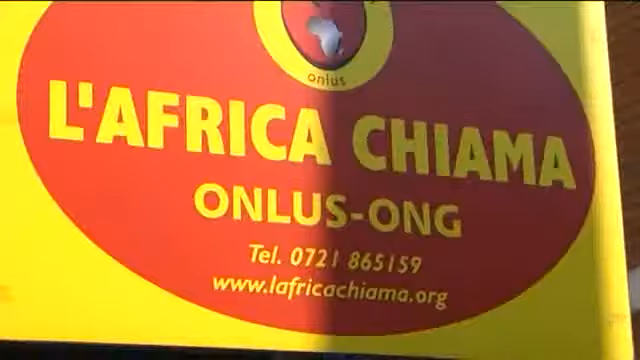 onlus
L'AFRICA CHIAMA
ONLUS-ONG
Tel. 0721 865159
www.lafricachiama.org